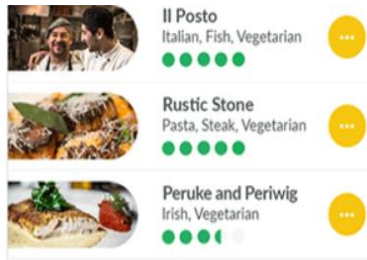 Il Posto
Italian, Fish, Vegetarian
Rustic Stone
Pasta, Steak, Vegetarian
Peruke and Periwig
Irish, Vegetarian